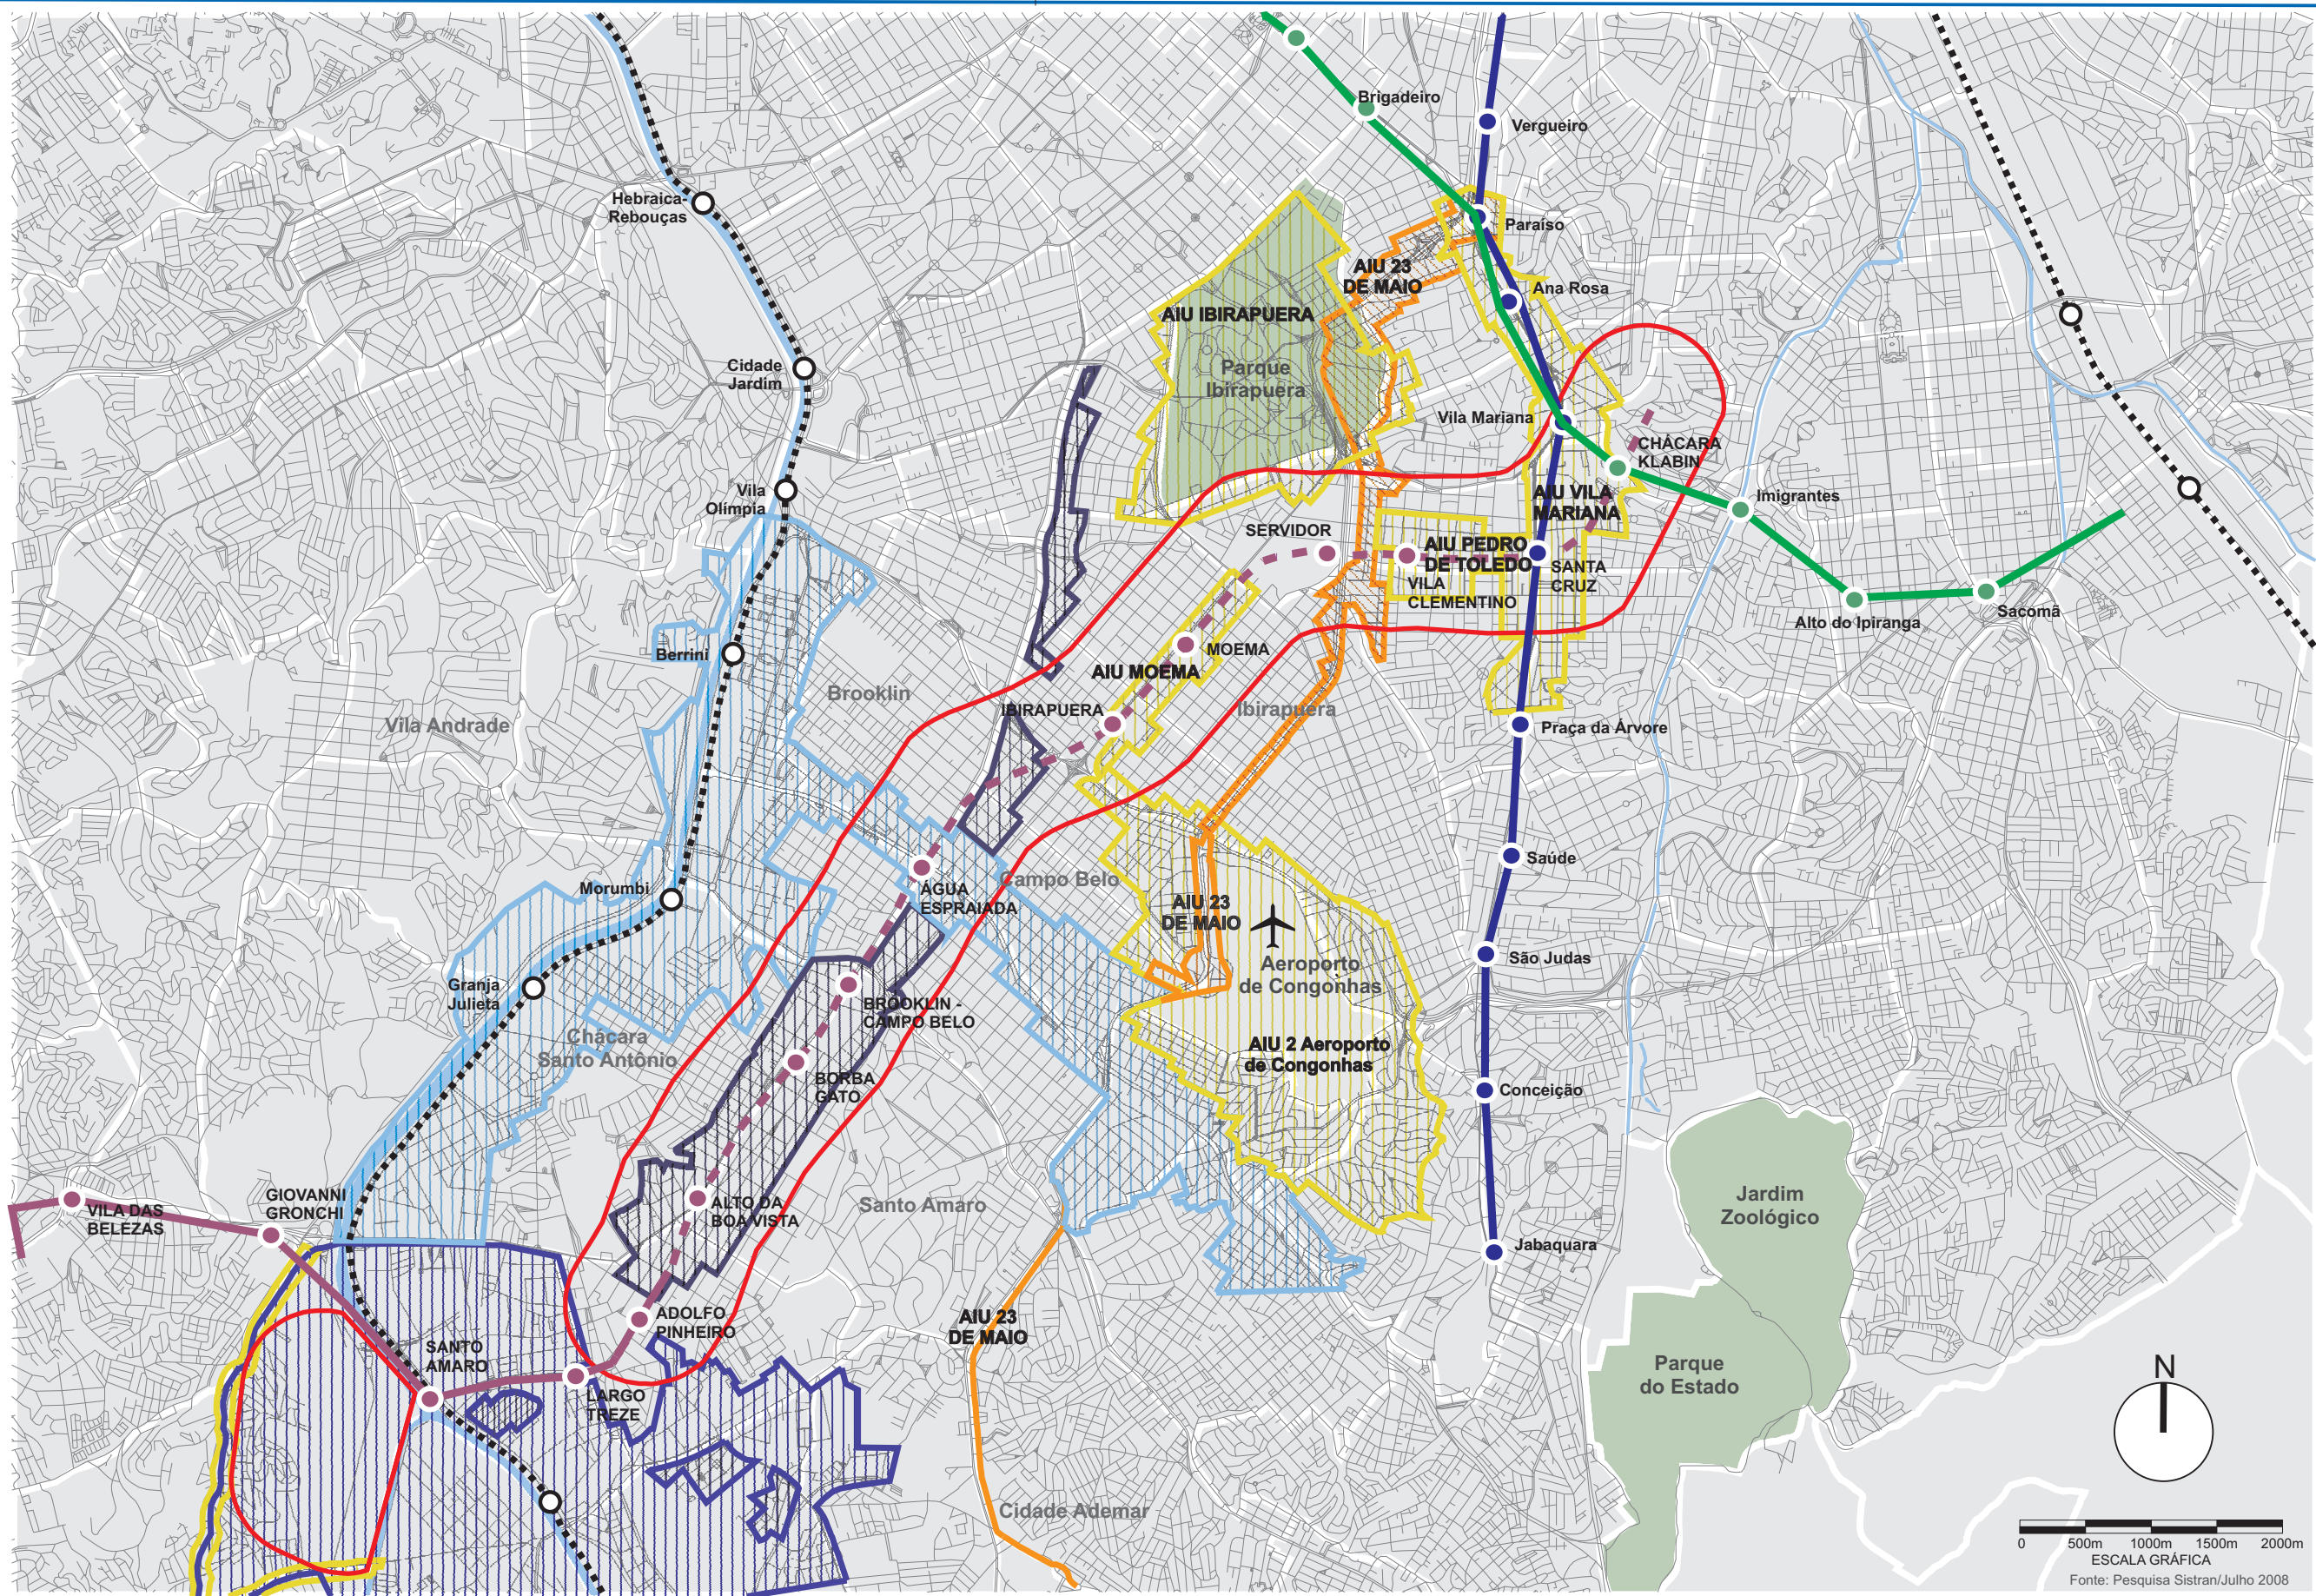 Brigadeiro
Vergueiro
Hebraica-
Rebouças
Paraíso
AIU 23
DE MAIO
Ana Rosa
AIU IBIRAPUERA
Parque
Ibirapuera
Cidade
Jardim
Vila Mariana
CHÁCARA
KLABIN
Vila
Olímpia
AIU VILA
MARIANA
Imigrantes
SERVIDOR
AIU PEDRO
DE TOLEDO
SANTA
CRUZ
VILA
CLEMENTINO
Alto do Ipiranga
Sacomã
Berrini
MOEMA
AIU MOEMA
Brooklin
IBIRAPUERA
Ibirapuera
Vila Andrade
Praça da Árvore
Saúde
Campo Belo
Morumbi
ÁGUA
ESPRAIADA
AIU 23
DE MAIO
São Judas
Aeroporto
de Congonhas
Granja
Julieta
BROOKLIN -
CAMPO BELO
Chácara
Santo Antônio
AIU 2 Aeroporto
de Congonhas
BORBA
GATO
Conceição
GIOVANNI
GRONCHI
VILA DAS
BELEZAS
ALTO DA
BOA VISTA
Santo Amaro
Jardim
Zoológico
Jabaquara
ADOLFO
PINHEIRO
AIU 23
DE MAIO
SANTO
AMARO
LARGO
TREZE
Parque
do Estado
N
Cidade Ademar
0 500m 1000m 1500m 2000m
ESCALA GRÁFICA
Fonte: Pesquisa Sistran/Julho 2008